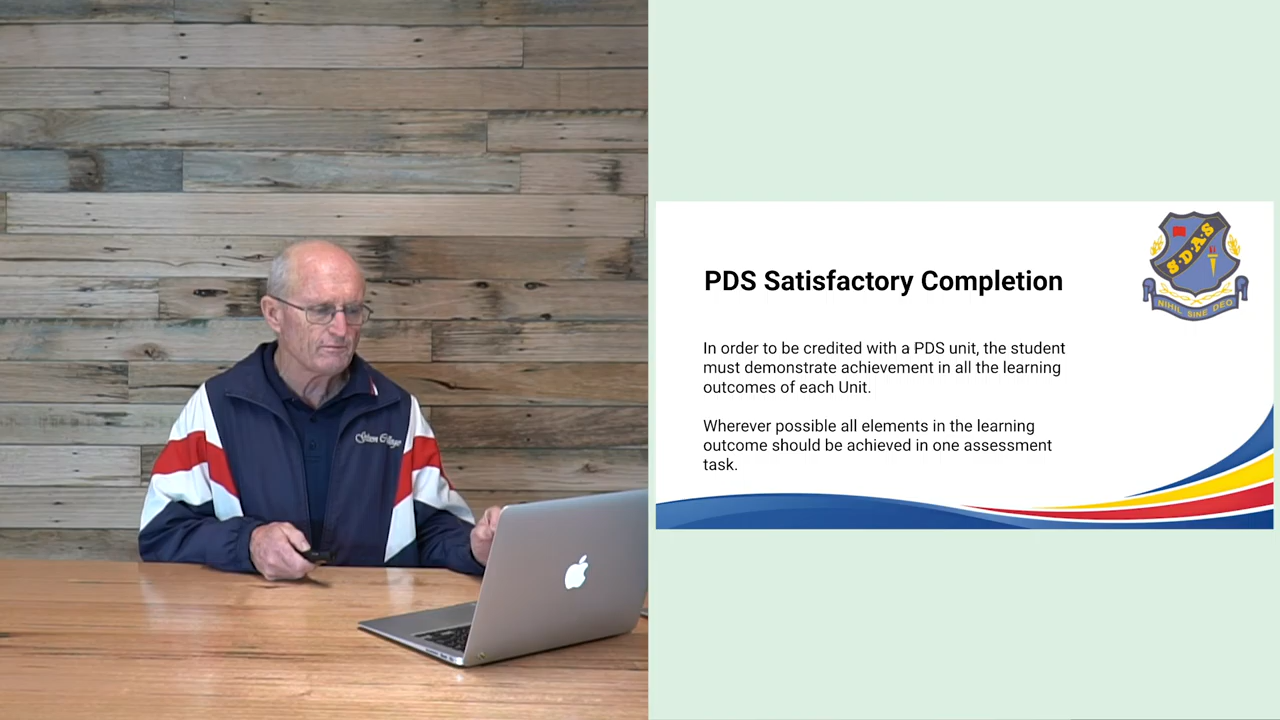 PDS Satisfactory Completion
In order to be credited with a PDS unit, the student
must demonstrate achievement in all the learning
outcomes of each Unit.
Wherever possible all elements in the learning
outcome should be achieved in one assessment
task.
S·D·A·S
NIHIL SINE DEO